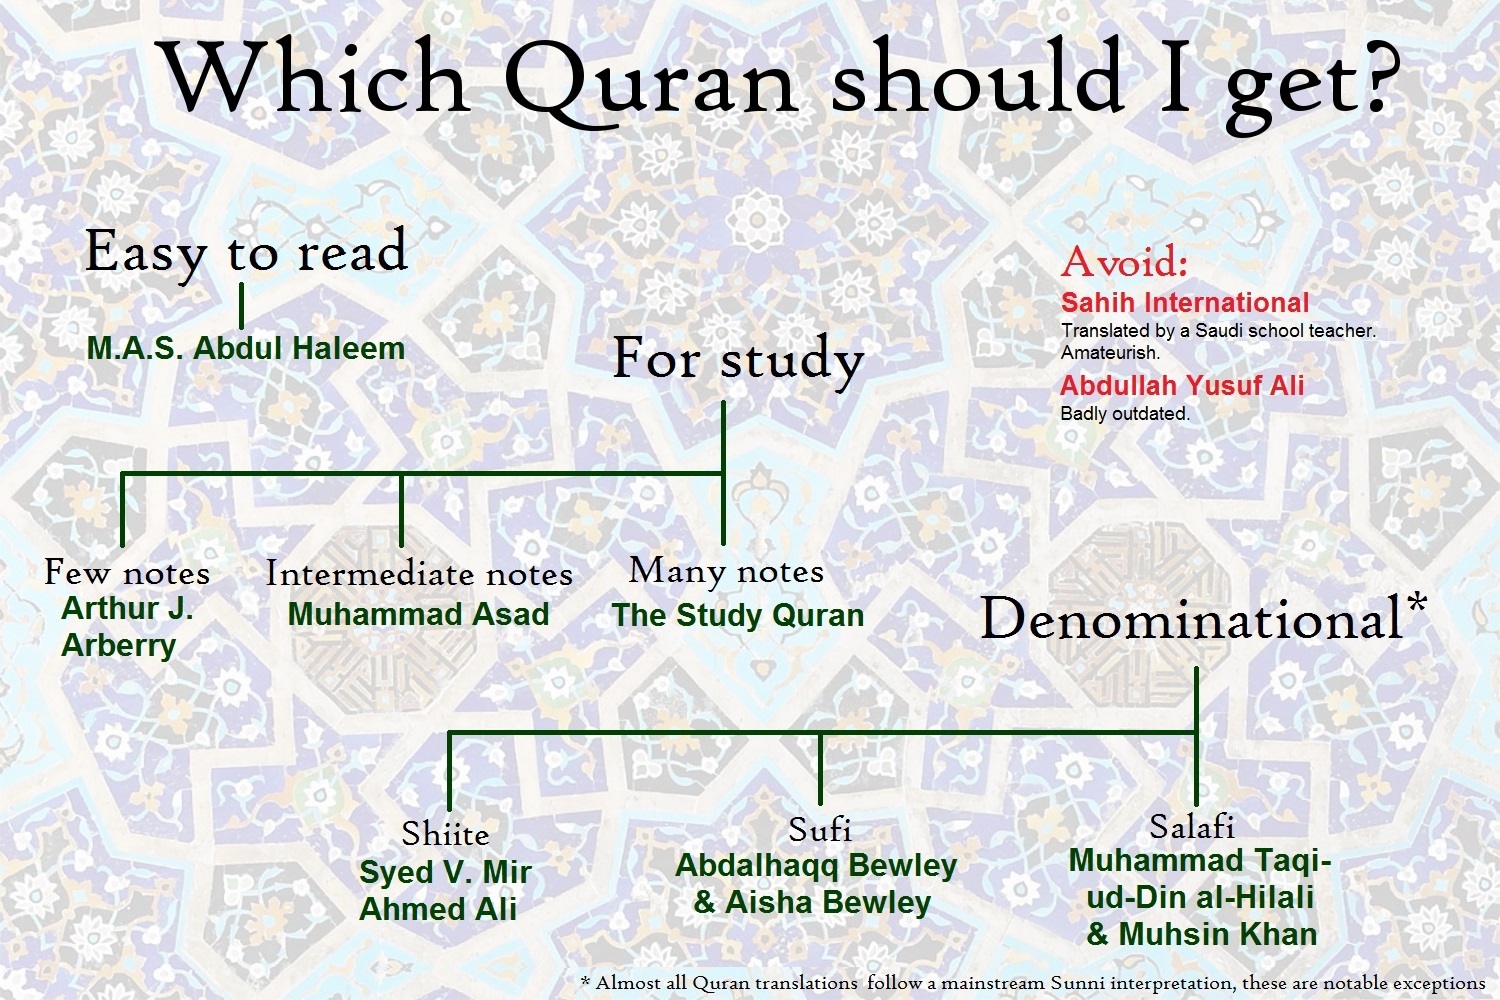 Which Quran should I get?
Easy to read
M.A.S. Abdul Haleem
Avoid:
Sahih International
Translated by a Saudi school teacher.
Amateurish.
Abdullah Yusuf Ali
Badly outdated.
For study
Few notes
Arthur J.
Arberry
Intermediate notes
Muhammad Asad
Many notes
The Study Quran
Denominational*
Shiite
Syed V. Mir
Ahmed Ali
Sufi
Abdalhaqq Bewley
& Aisha Bewley
Salafi
Muhammad Taqi-
ud-Din al-Hilali
& Muhsin Khan
* Almost all Quran translations follow a mainstream Sunni interpretation, these are notable exceptions